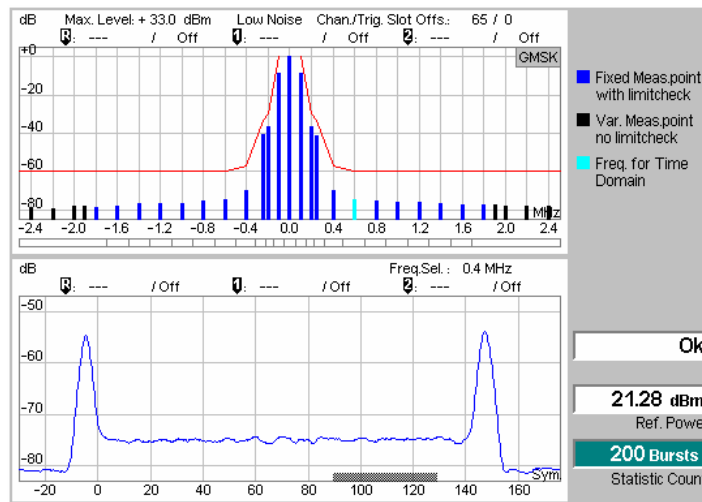 dB Max. Level: + 33.0 dBm Low Noise Chan./Trig. Slot Offs.: 65 / 0
R: --- / Off 1: --- / Off 2: --- / Off
+0
GMSK
-20
-40
-60
-80
MHz
-2.4 -2.0 -1.6 -1.2 -0.8 -0.4 0.0 0.4 0.8 1.2 1.6 2.0 2.4
Fixed Meas.point
with limitcheck
Var. Meas.point
no limitcheck
Freq. for Time
Domain
dB Freq.Sel. : 0.4 MHz
R: --- / Off 1: --- / Off 2: --- / Off
-50
-60
-70
-80
Sym.
-20 0 20 40 60 80 100 120 140 160
Ok
21.28 dBm
Ref. Powe
200 Bursts
Statistic Coun